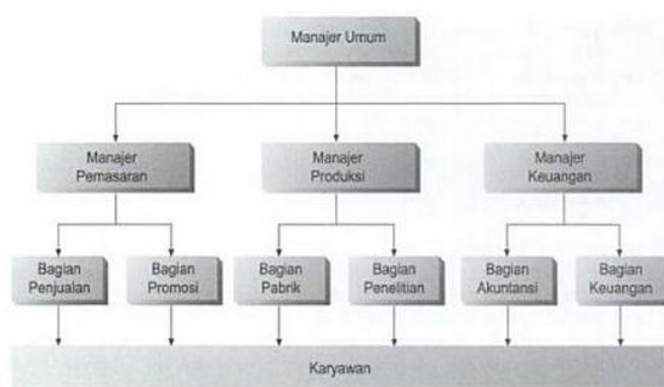 Manajer Umum
Manajer
Pemasaran
Manajer
Produksi
Manajer
Keuangan
Bagian
Penjualan
Bagian
Promosi
Bagian
Pabrik
Bagian
Penelitian
Bagian
Akuntansi
Bagian
Keuangan
Karyawan